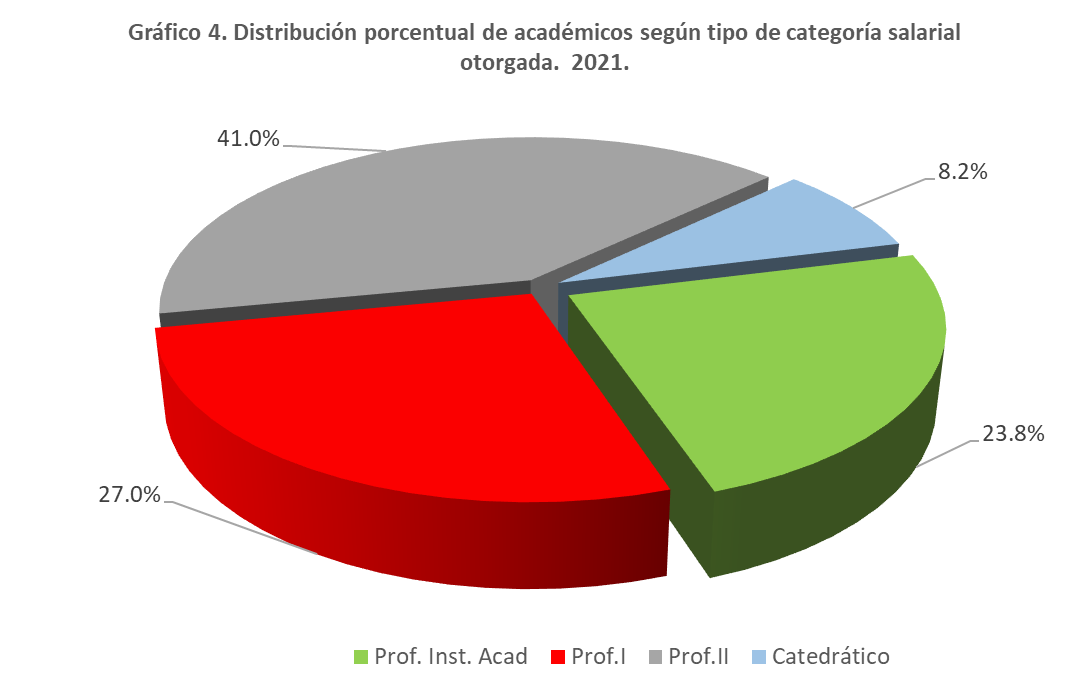 Gráfico 4. Distribución porcentual de académicos según tipo de categoría salarial
otorgada.  2021.
41.0%
8.2%
23.8%
27.0%
Prof. Inst. Acad Prof.I Prof.II Catedrático